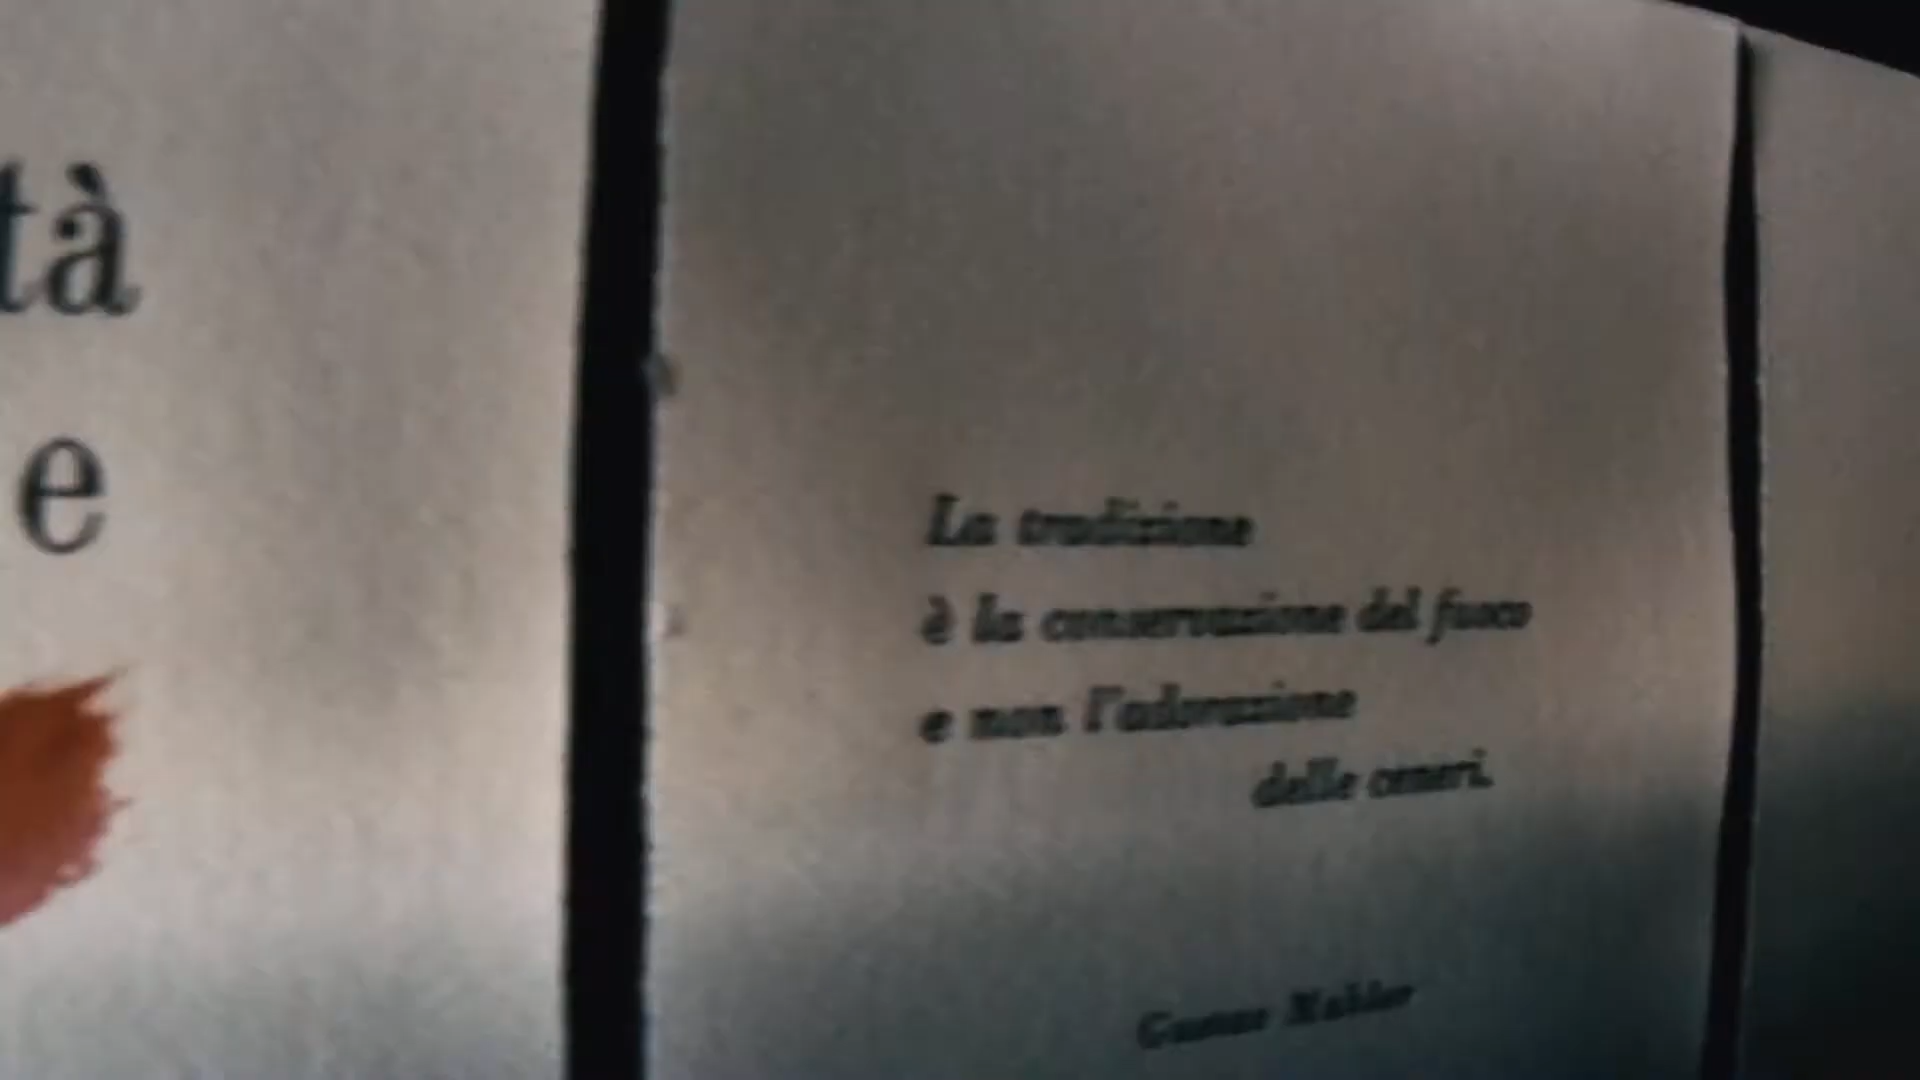 tà
e
La tradizione
è la conservazione del fuoco
e non l'adorazione
delle ceneri.
Gustav Mahler